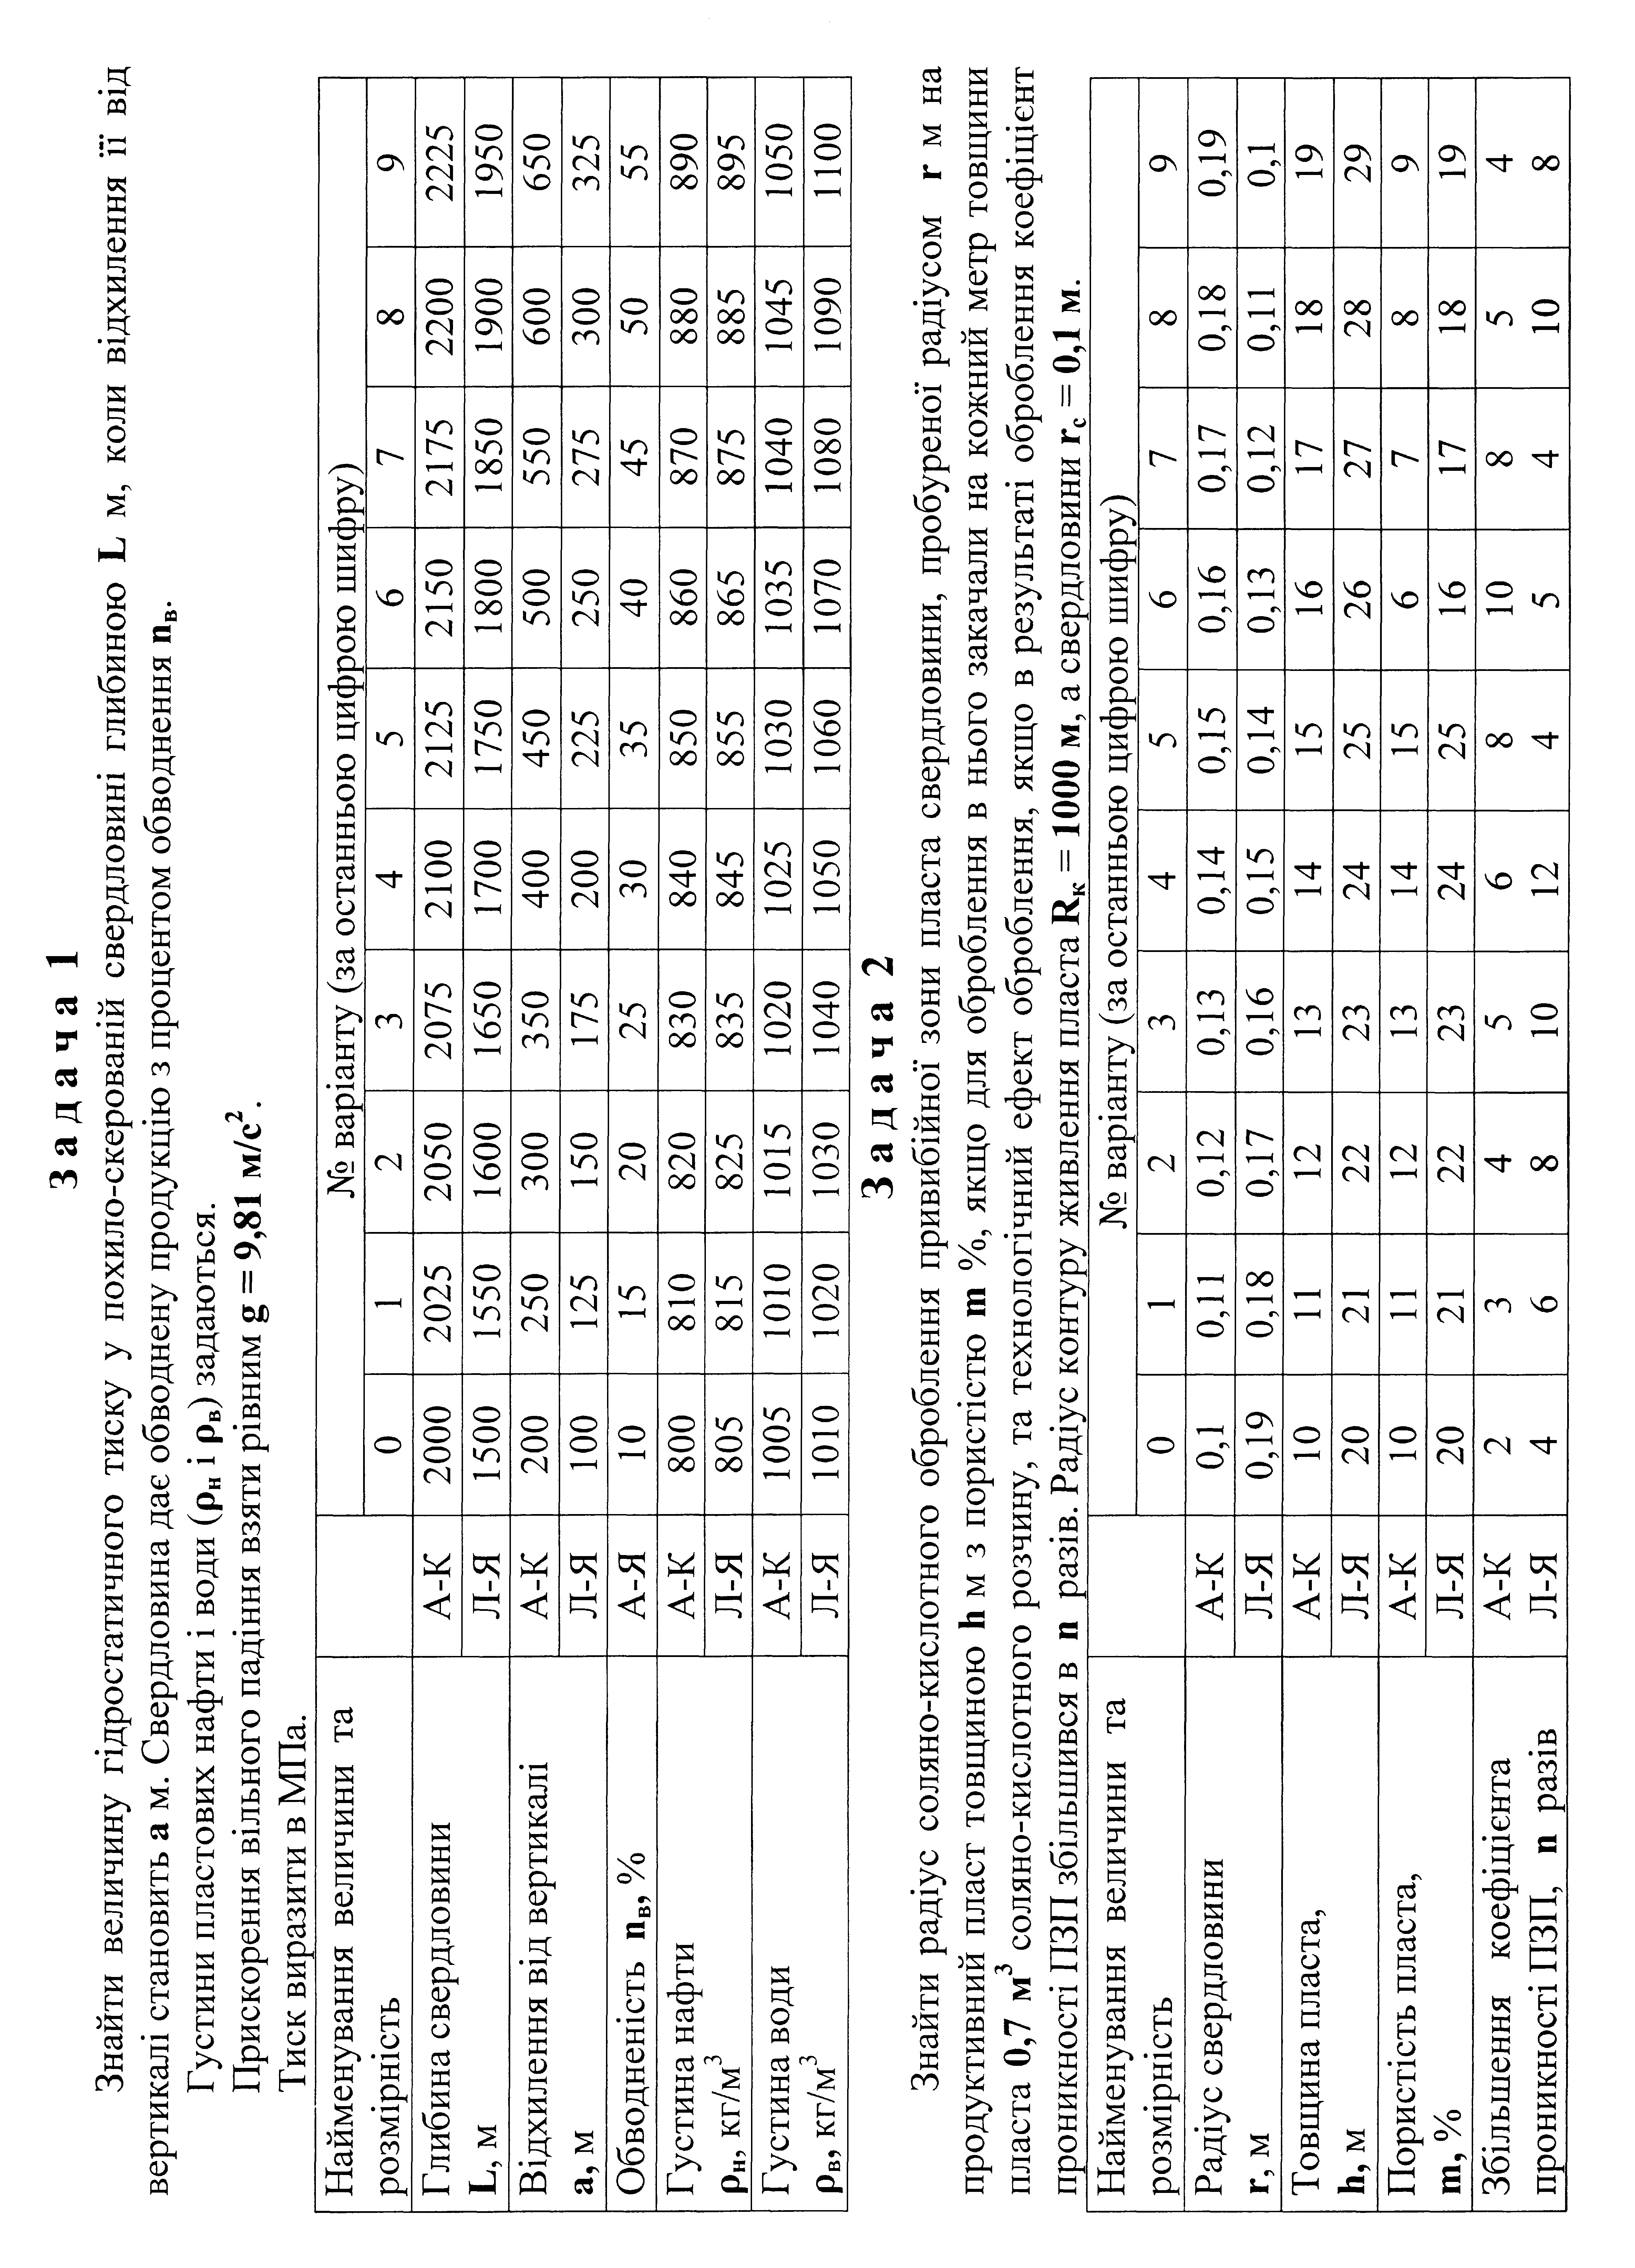 Задача 1
Знайти величину гідростатичного тиску у похило-скерованій свердловині глибиною L м, коли відхилення її від
вертикалі становить а м. Свердловина дає обводнену продукцію з процентом обводнення nв.
Густини пластових нафти і води (ρн і ρв) задаються.
Прискорення вільного падіння взяти рівним g = 9,81 м/с².
Тиск виразити в МПа.
Найменування величини та розмірність № варіанту (за останньою цифрою шифру)
0 1 2 3 4 5 6 7 8 9
Глибина свердловини L, м А-К 2000 2025 2050 2075 2100 2125 2150 2175 2200 2225
Л-Я 1500 1550 1600 1650 1700 1750 1800 1850 1900 1950
Відхилення від вертикалі а, м А-К 200 250 300 350 400 450 500 550 600 650
Л-Я 100 125 150 175 200 225 250 275 300 325
Обводненість nв, % А-Я 10 15 20 25 30 35 40 45 50 55
Густина нафти ρн, кг/м³ А-К 800 810 820 830 840 850 860 870 880 890
Л-Я 805 815 825 835 845 855 865 875 885 895
Густина води ρв, кг/м³ А-К 1005 1010 1015 1020 1025 1030 1035 1040 1045 1050
Л-Я 1010 1020 1030 1040 1050 1060 1070 1080 1090 1100
Задача 2
Знайти радіус соляно-кислотного оброблення привибійної зони пласта свердловини, пробуреної радіусом r м на
продуктивний пласт товщиною h м з пористістю m %, якщо для оброблення в нього закачали на кожний метр товщини
пласта 0,7 м³ соляно-кислотного розчину, та технологічний ефект оброблення, якщо в результаті оброблення коефіцієнт
проникності ПЗП збільшився в n разів. Радіус контуру живлення пласта Rк = 1000 м, а свердловини rс = 0,1 м.
Найменування величини та розмірність № варіанту (за останньою цифрою шифру)
0 1 2 3 4 5 6 7 8 9
Радіус свердловини r, м А-К 0,1 0,11 0,12 0,13 0,14 0,15 0,16 0,17 0,18 0,19
Л-Я 0,19 0,18 0,17 0,16 0,15 0,14 0,13 0,12 0,11 0,1
Товщина пласта, h, м А-К 10 11 12 13 14 15 16 17 18 19
Л-Я 20 21 22 23 24 25 26 27 28 29
Пористість пласта, m, % А-К 10 11 12 13 14 15 6 7 8 9
Л-Я 20 21 22 23 24 25 16 17 18 19
Збільшення коефіцієнта проникності ПЗП, n разів А-К 2 3 4 5 6 8 10 8 5 4
Л-Я 4 6 8 10 12 4 5 4 10 8